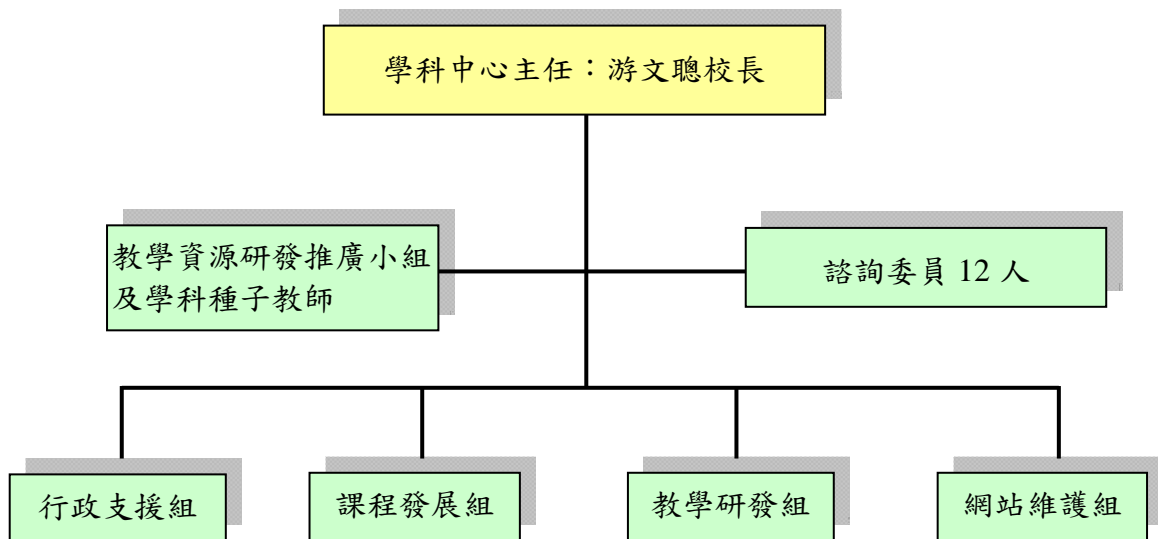 學科中心主任：游文聰校長
教學資源研發推廣小組
及學科種子教師
諮詢委員 12 人
行政支援組
課程發展組
教學研發組
網站維護組